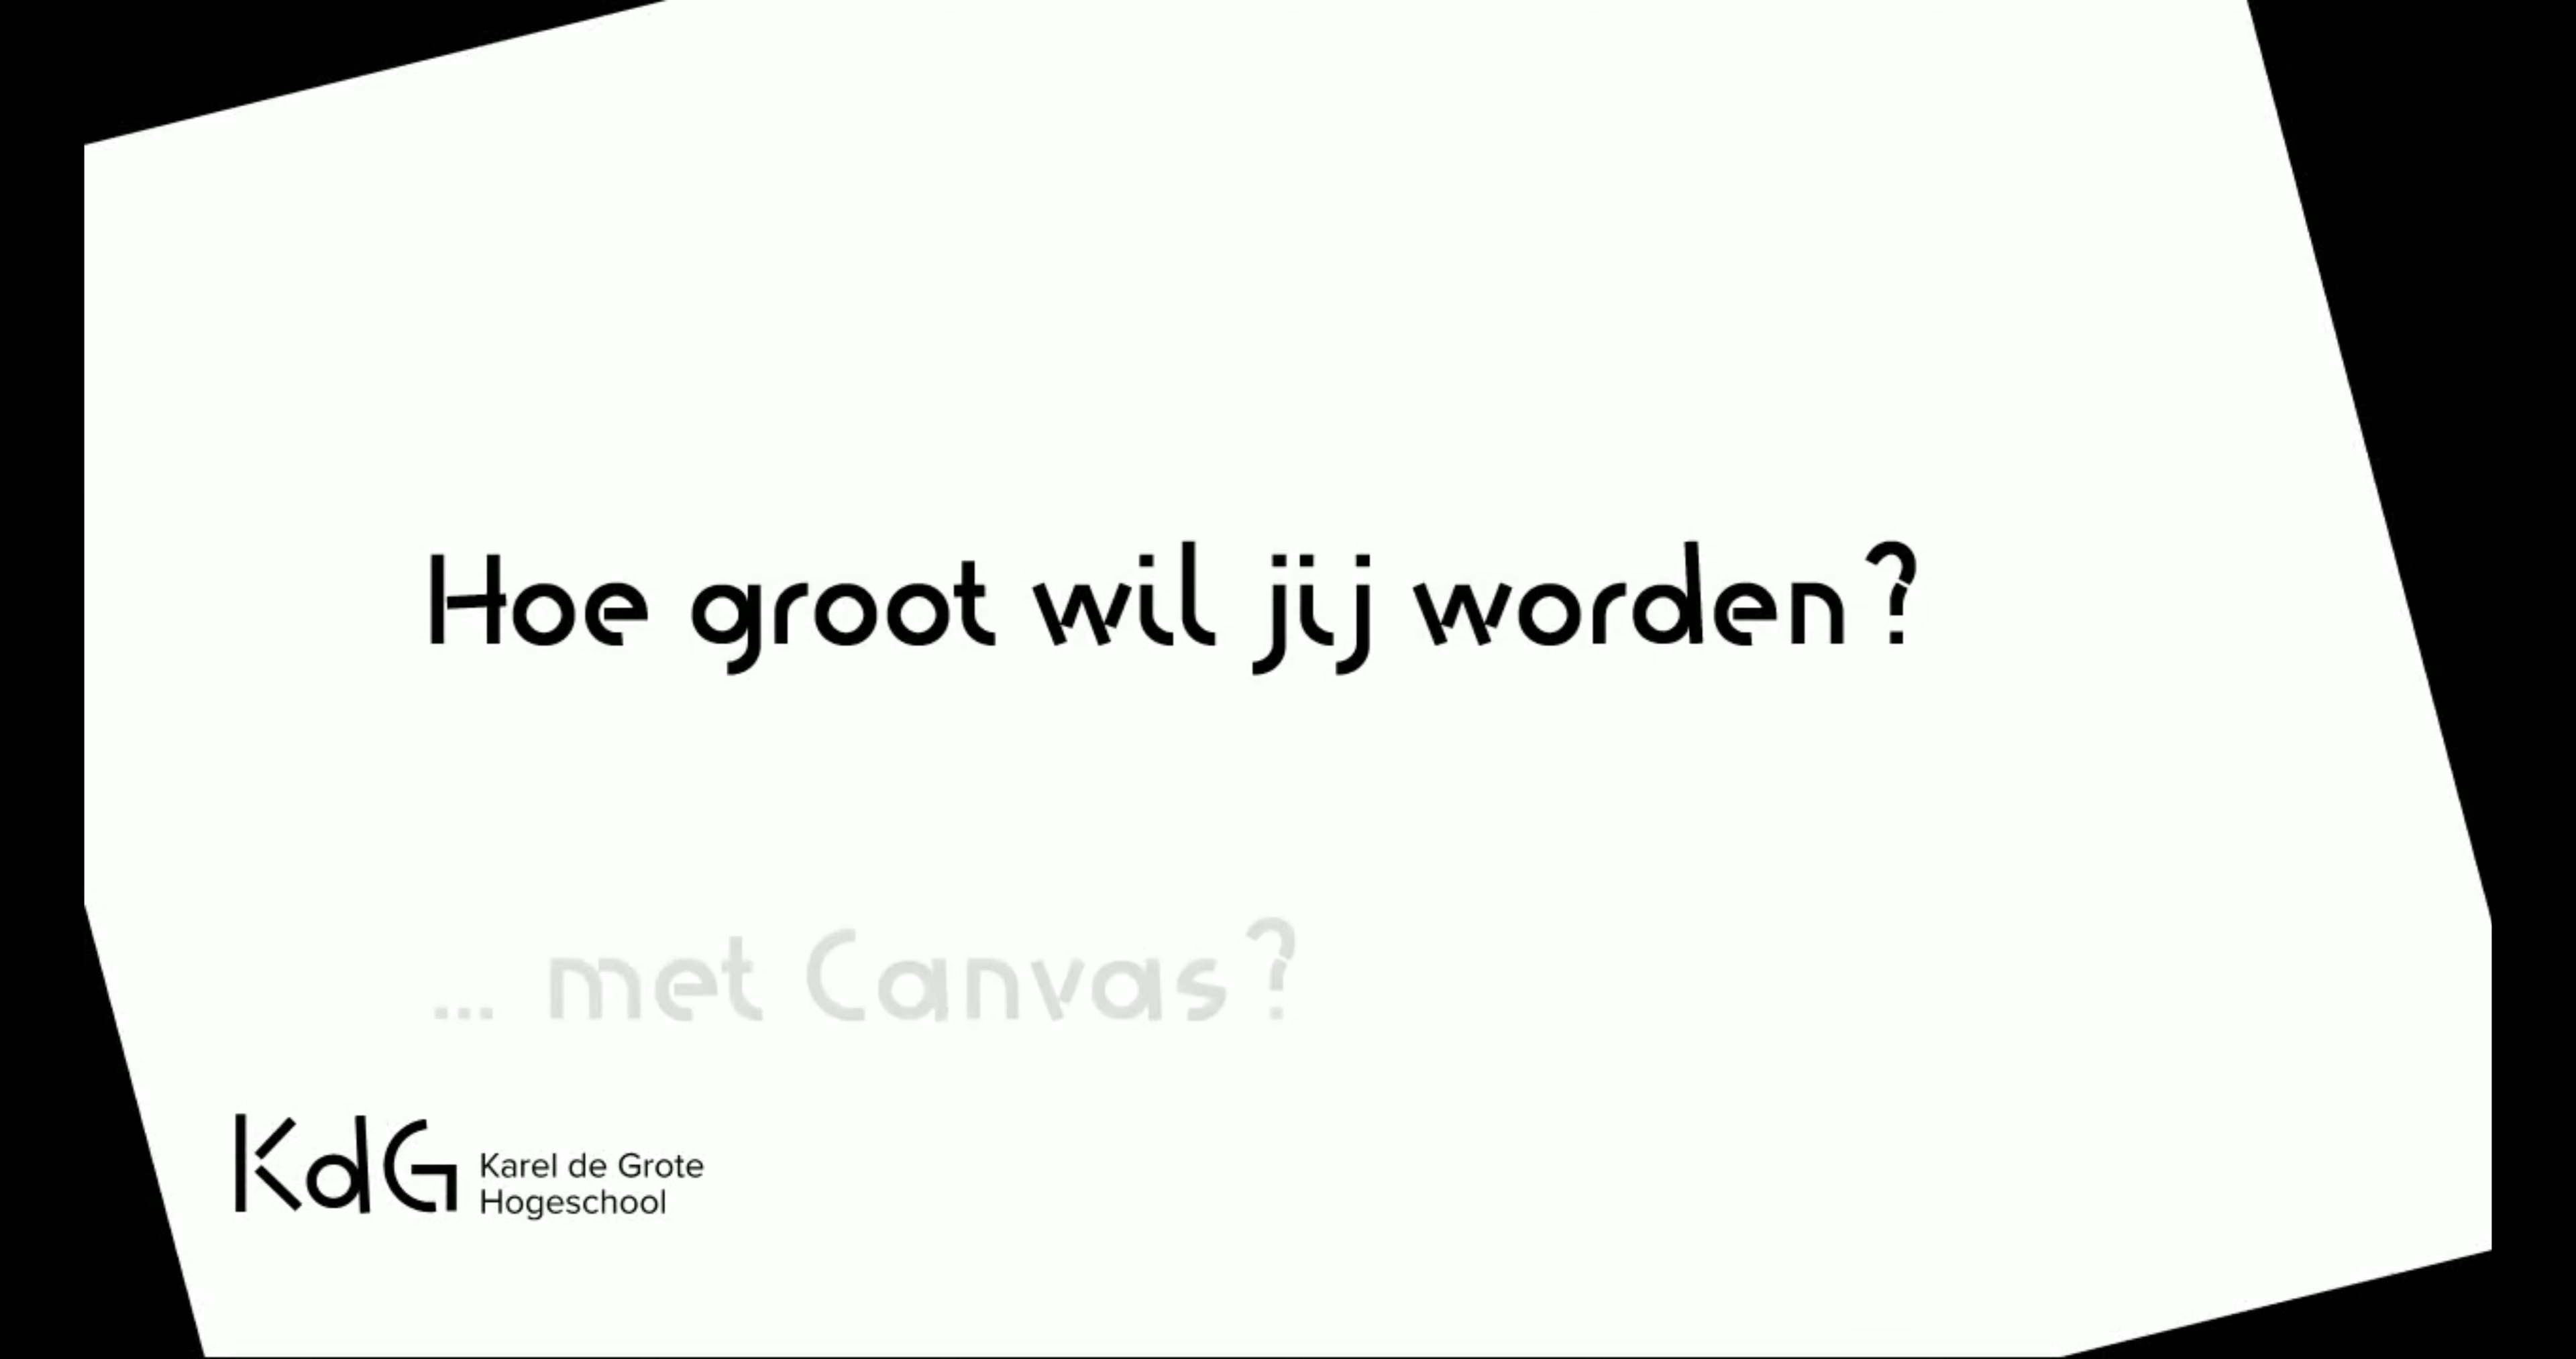 Hoe groot wil jij worden?
... met Canvas?
KdG
Karel de Grote
Hogeschool